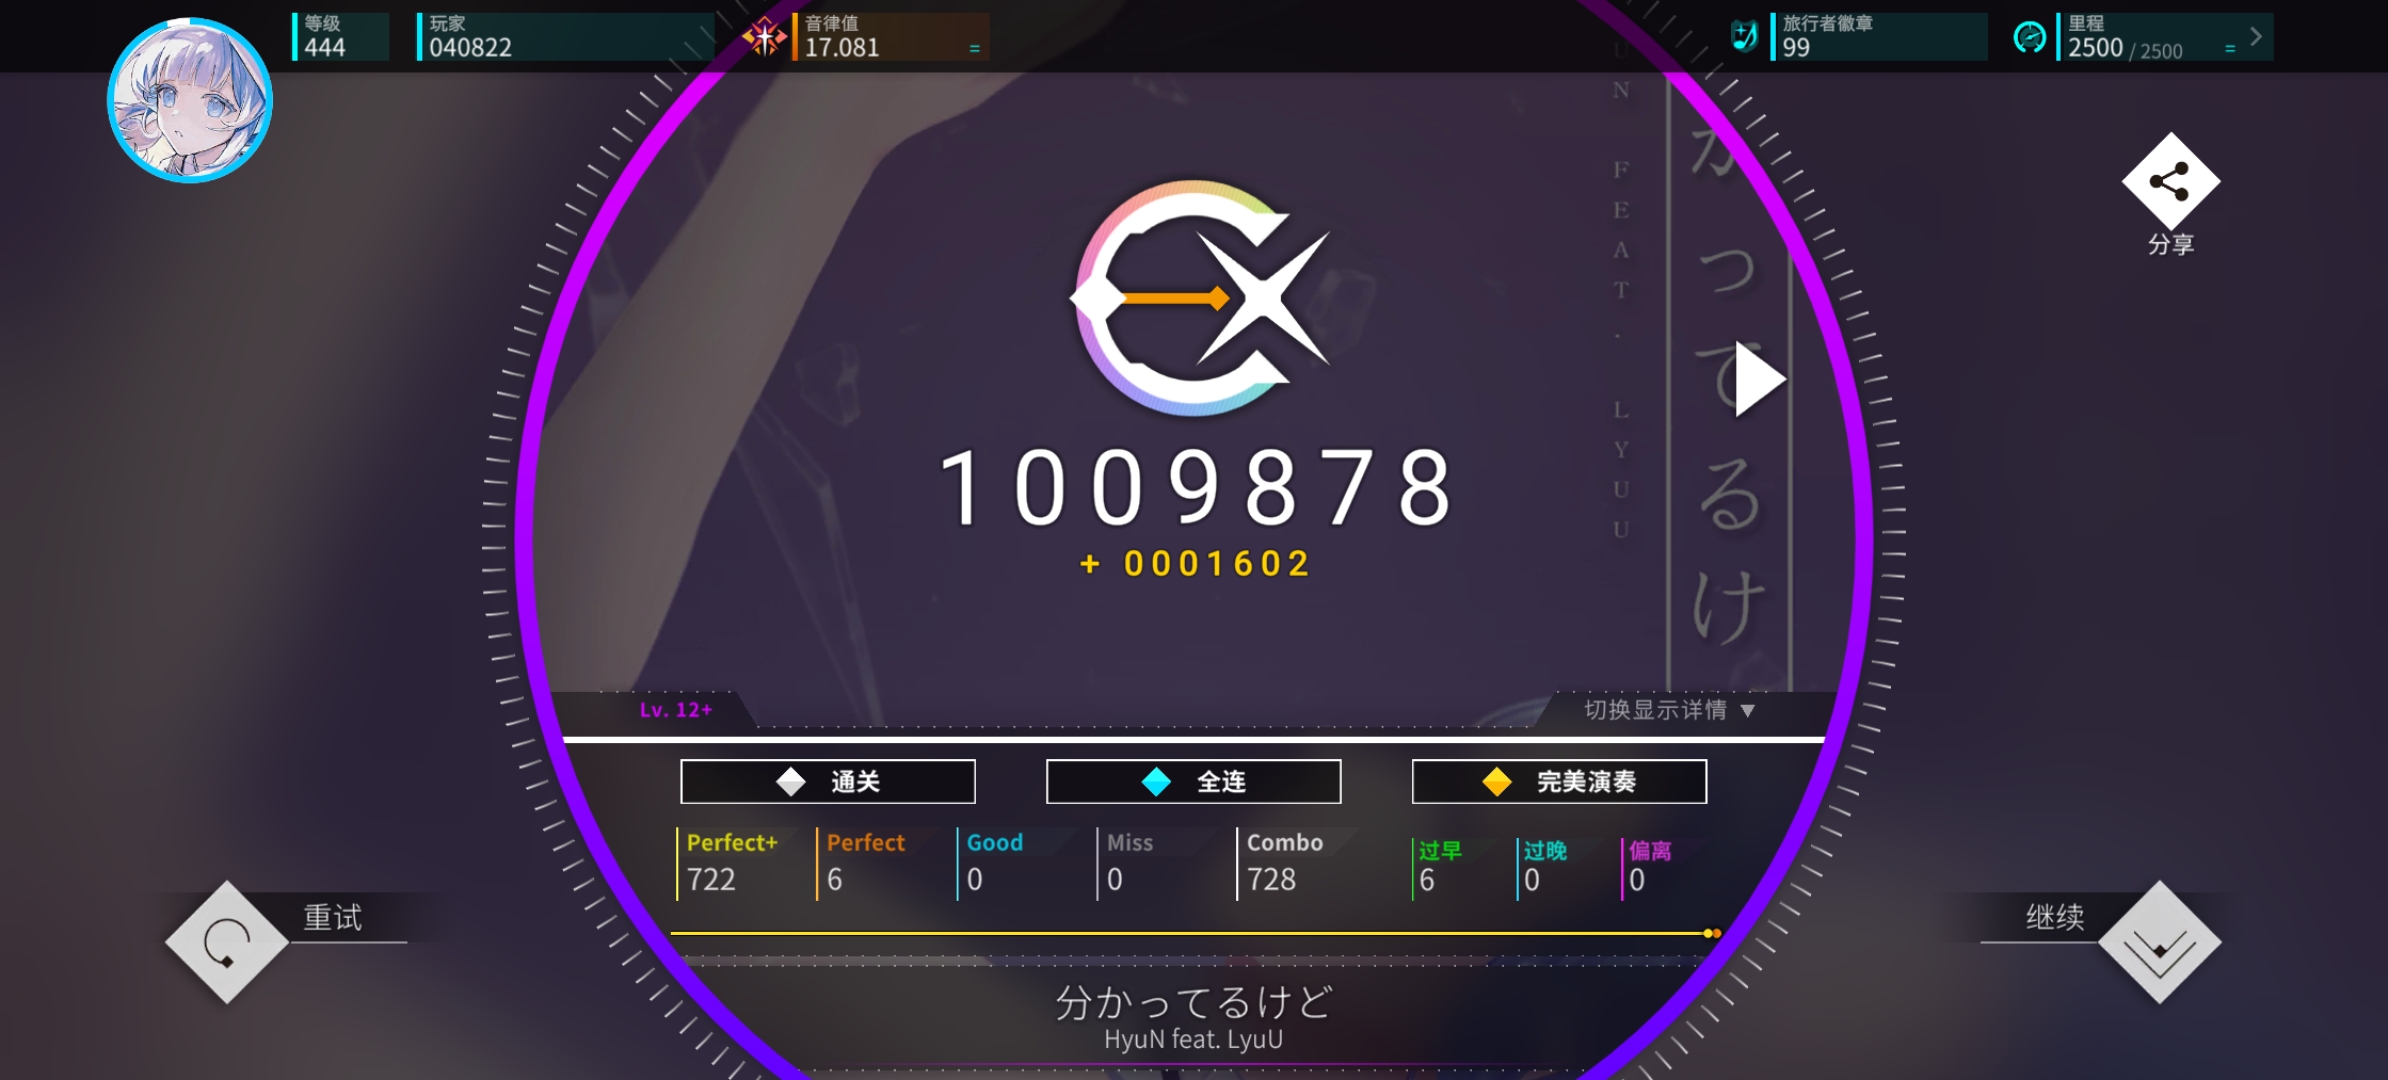 等级
444
玩家
040822
音律值
17.081
=
旅行者徽章
99
里程
2500 / 2500
=
分享
UN FEAT. LYUU
かってるけ
1009878
+ 0001602
Lv. 12+
切换显示详情 ▼
通关
全连
完美演奏
Perfect+
722
Perfect
6
Good
0
Miss
0
Combo
728
过早
6
过晚
0
偏离
0
重试
继续
分かってるけど
HyuN feat. LyuU